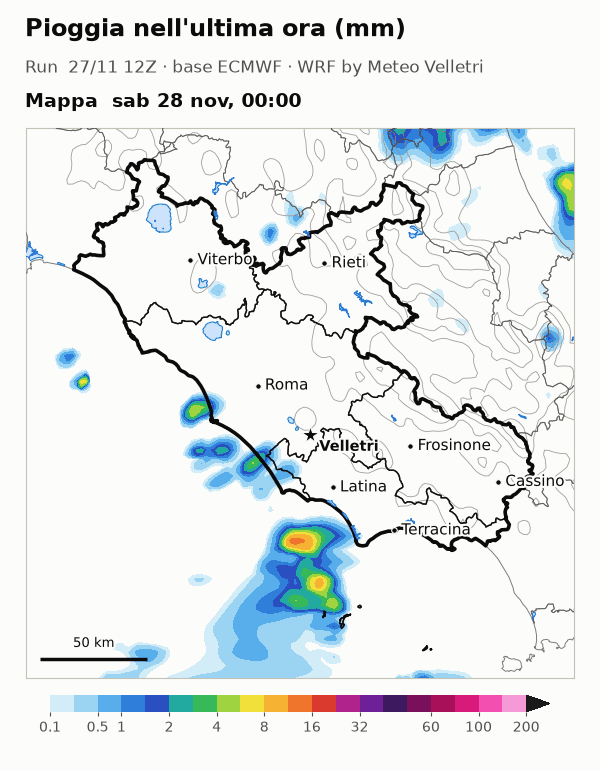 Pioggia nell'ultima ora (mm)
Run  27/11 12Z · base ECMWF · WRF by Meteo Velletri
Mappa  sab 28 nov, 00:00
Viterbo
Rieti
Roma
Velletri
Frosinone
Latina
Cassino
Terracina
50 km
0.1 0.5 1 2 4 8 16 32 60 100 200